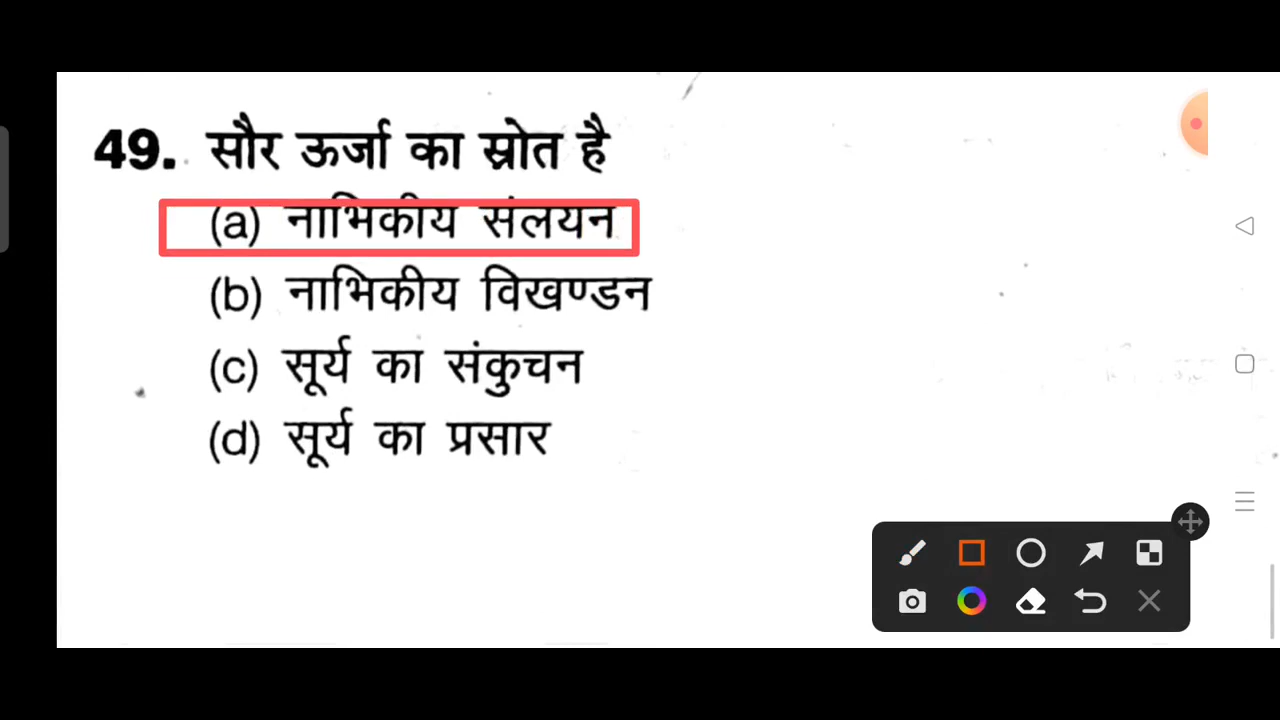 49. सौर ऊर्जा का स्रोत है
(a) नाभिकीय संलयन
(b) नाभिकीय विखण्डन
(c) सूर्य का संकुचन
(d) सूर्य का प्रसार